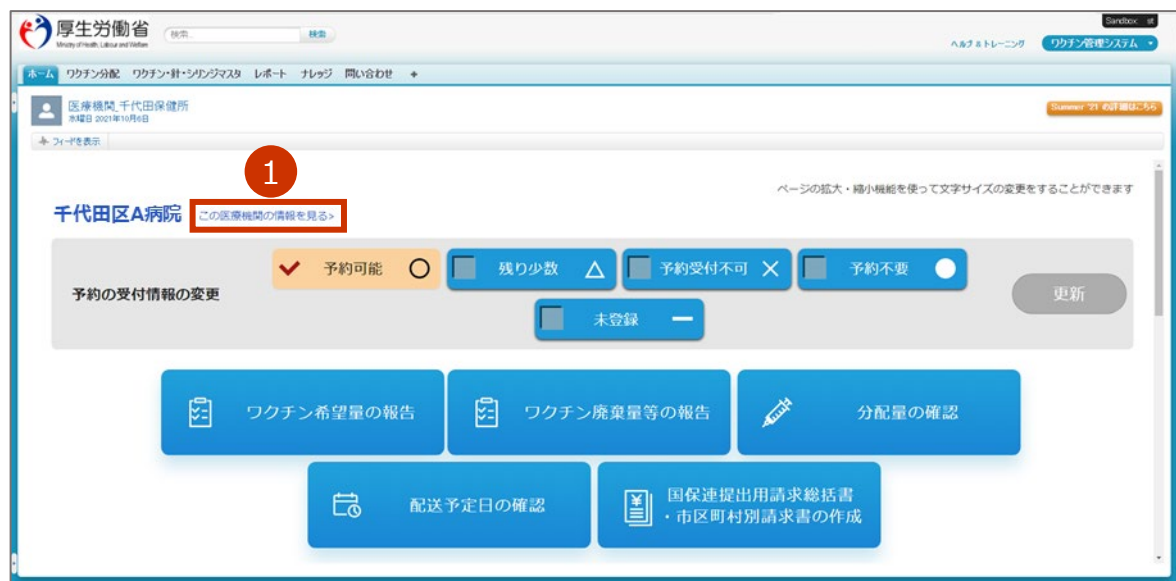 Sandbox: st
厚生労働省
Ministry of Health, Labour and Welfare
検索...
検索
ヘルプ & トレーニング
ワクチン管理システム
ホーム ワクチン分配 ワクチン・針・シリンジマスタ レポート ナレッジ 問い合わせ +
医療機関_千代田保健所
水曜日 2021年10月6日
Summer '21 の詳細はこちら
フィードを表示
1
ページの拡大・縮小機能を使って文字サイズの変更をすることができます
千代田区A病院 この医療機関の情報を見る>
予約の受付情報の変更
予約可能 ○
残り少数 △
予約受付不可 ×
予約不要 ●
未登録 ー
更新
ワクチン希望量の報告
ワクチン廃棄量等の報告
分配量の確認
配送予定日の確認
国保連提出用請求総括書
・市区町村別請求書の作成